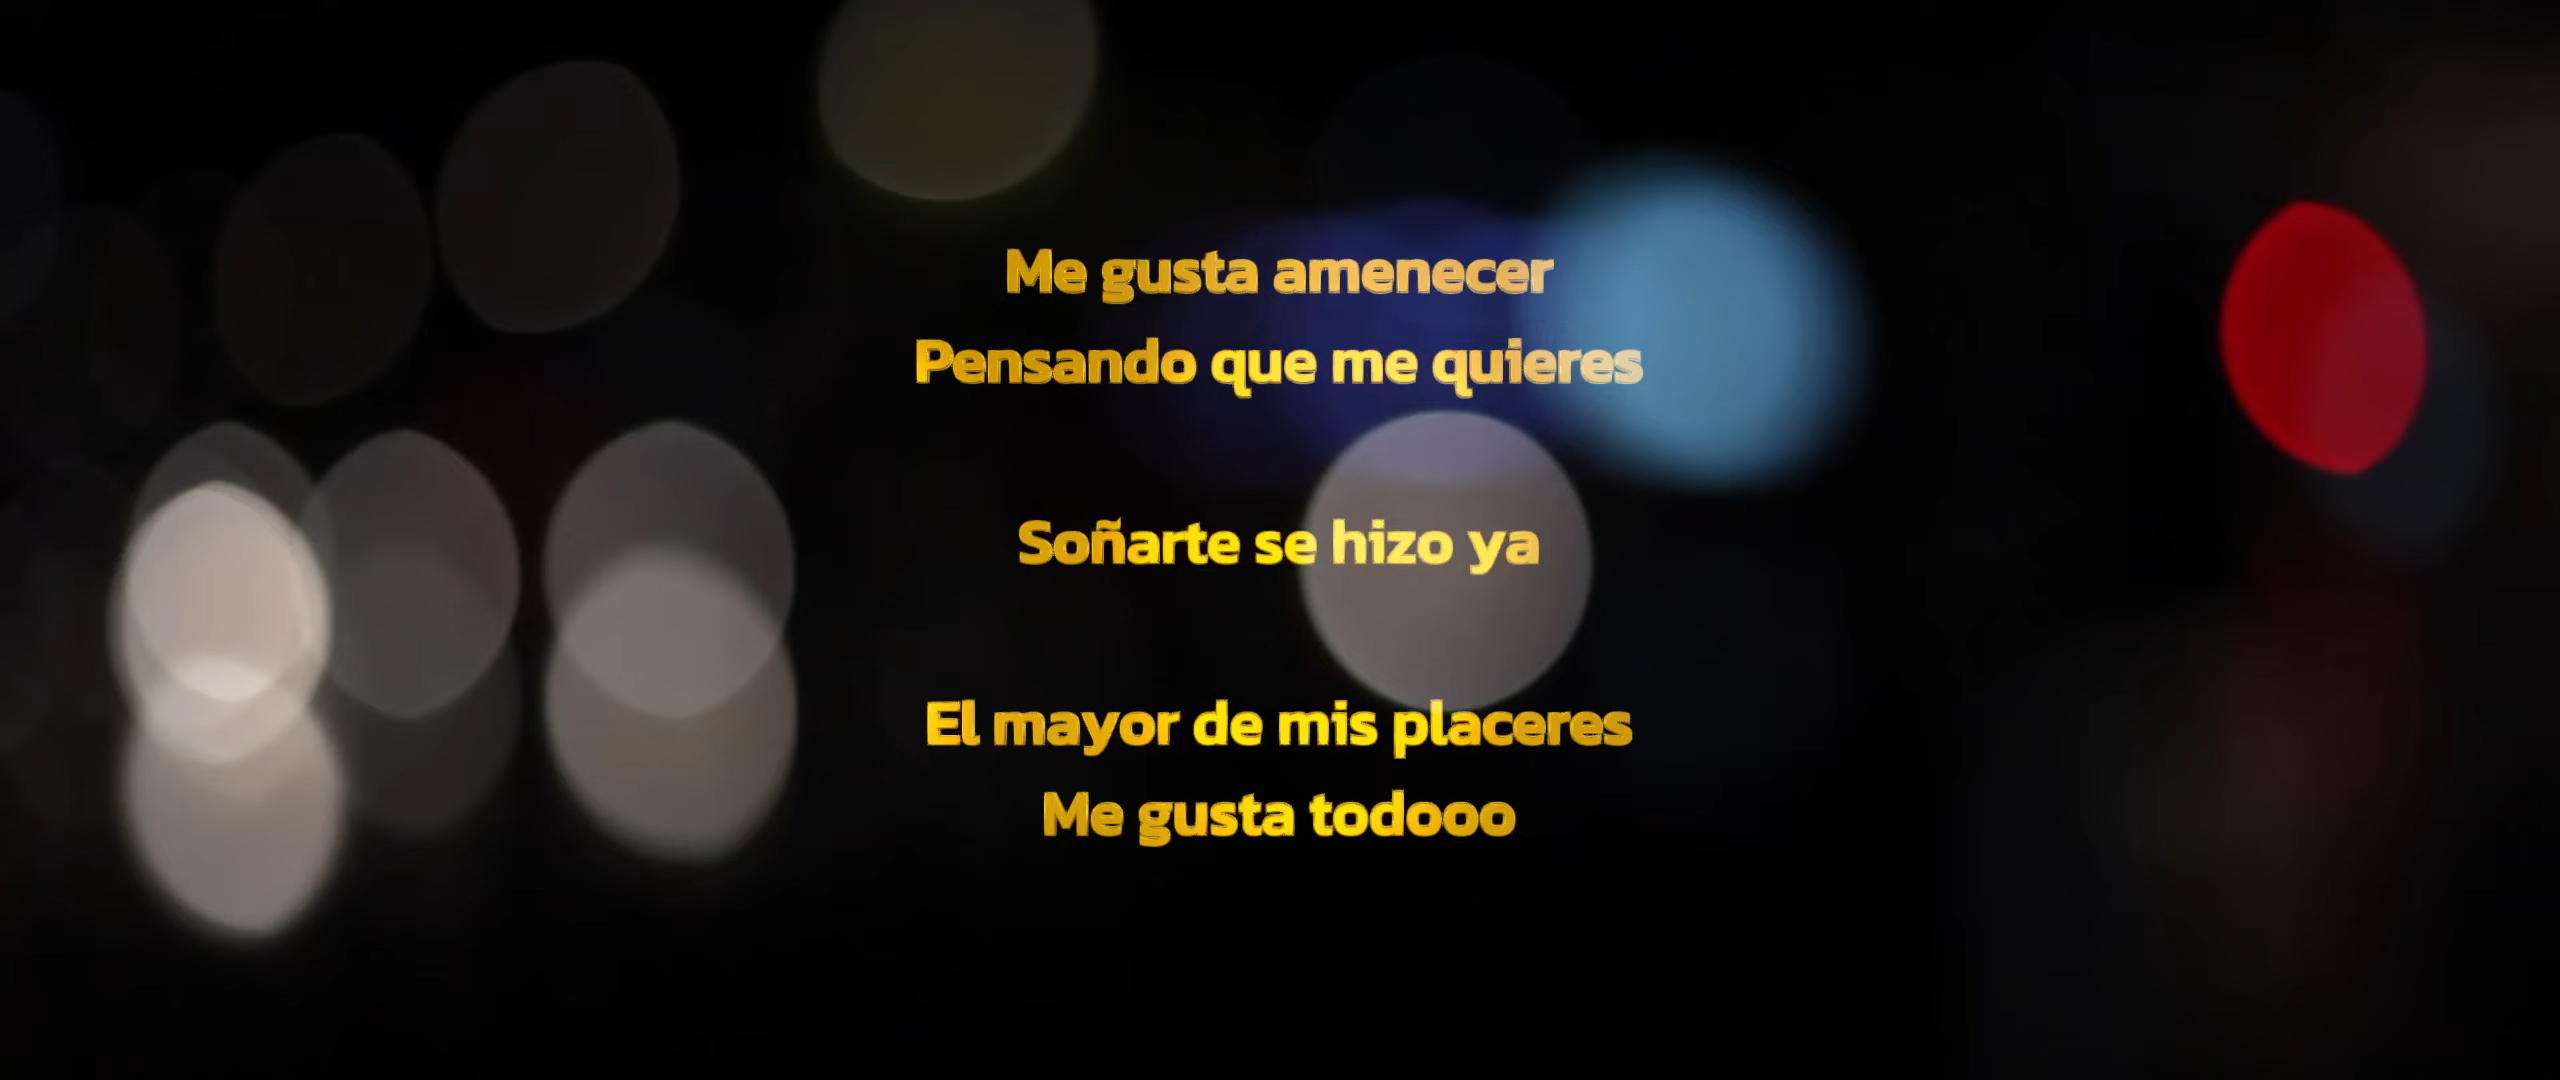 Me gusta amenecer
Pensando que me quieres
Soñarte se hizo ya
El mayor de mis placeres
Me gusta todooo